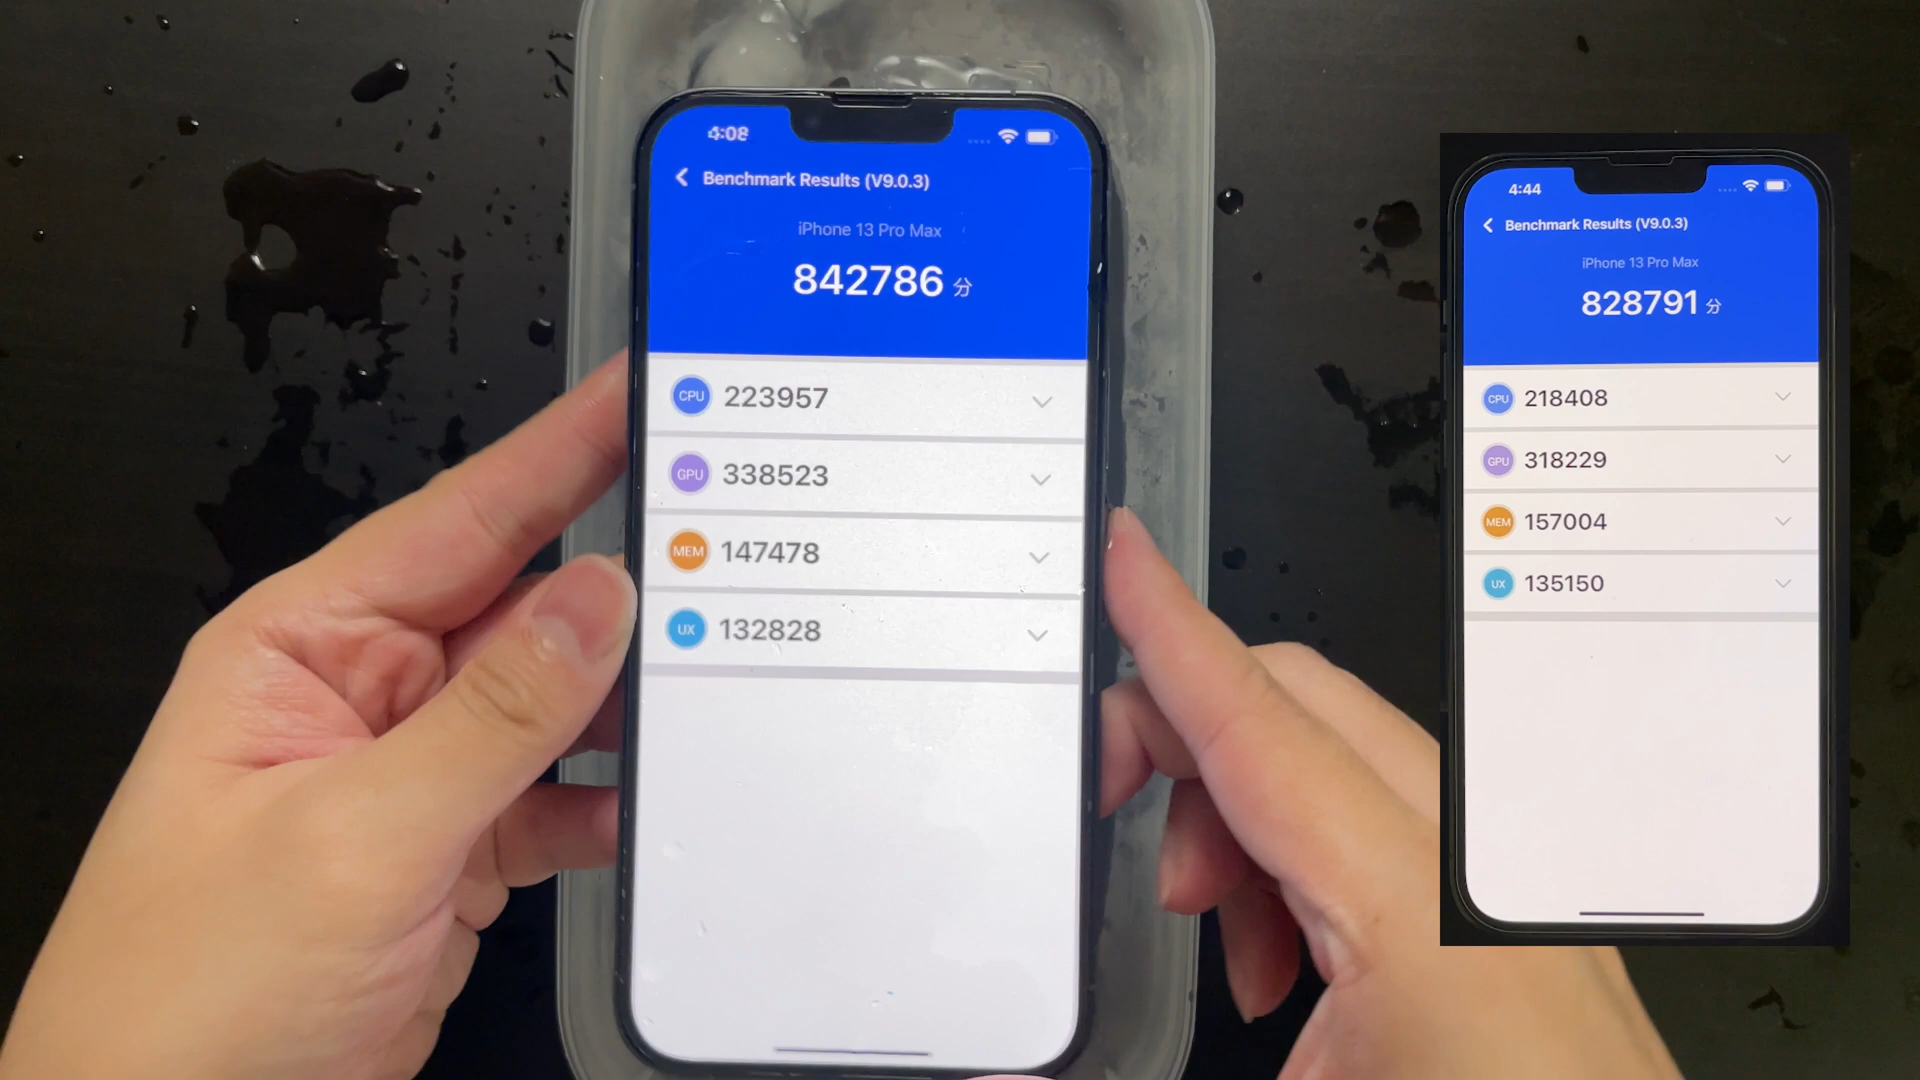 4:08
Benchmark Results (V9.0.3)
iPhone 13 Pro Max
842786 分
CPU 223957
GPU 338523
MEM 147478
UX 132828
4:44
Benchmark Results (V9.0.3)
iPhone 13 Pro Max
828791 分
CPU 218408
GPU 318229
MEM 157004
UX 135150